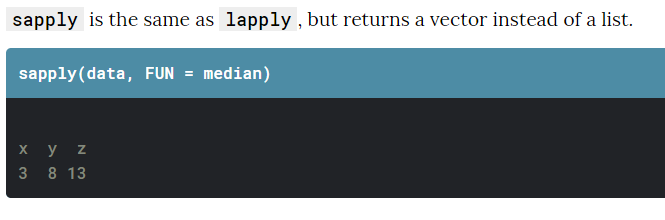 sapply is the same as lapply, but returns a vector instead of a list.
sapply(data, FUN = median)
x  y  z
3  8 13